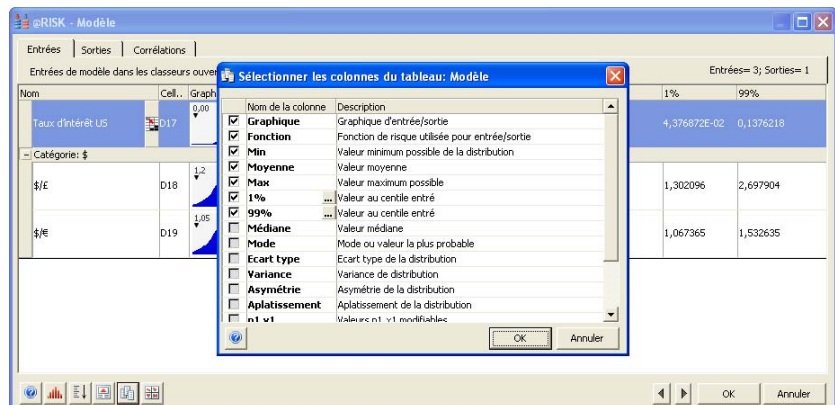 @RISK - Modèle
Entrées Sorties Corrélations
Entrées de modèle dans les classeurs ouver
Entrées= 3; Sorties= 1
Nom Cell.. Graph 1% 99%
Taux d'intérêt US D17 0,00 4,376872E-02 0,1376218
Catégorie: $
$/£ D18 1,2 1,302096 2,697904
$/€ D19 1,05 1,067365 1,532635
Sélectionner les colonnes du tableau: Modèle
Nom de la colonne Description
Graphique Graphique d'entrée/sortie
Fonction Fonction de risque utilisée pour entrée/sortie
Min Valeur minimum possible de la distribution
Moyenne Valeur moyenne
Max Valeur maximum possible
1% ... Valeur au centile entré
99% ... Valeur au centile entré
Médiane Valeur médiane
Mode Mode ou valeur la plus probable
Ecart type Ecart type de la distribution
Variance Variance de distribution
Asymétrie Asymétrie de la distribution
Aplatissement Aplatissement de la distribution
p1,x1 Valeurs p1, x1 modifiables
OK Annuler
OK Annuler